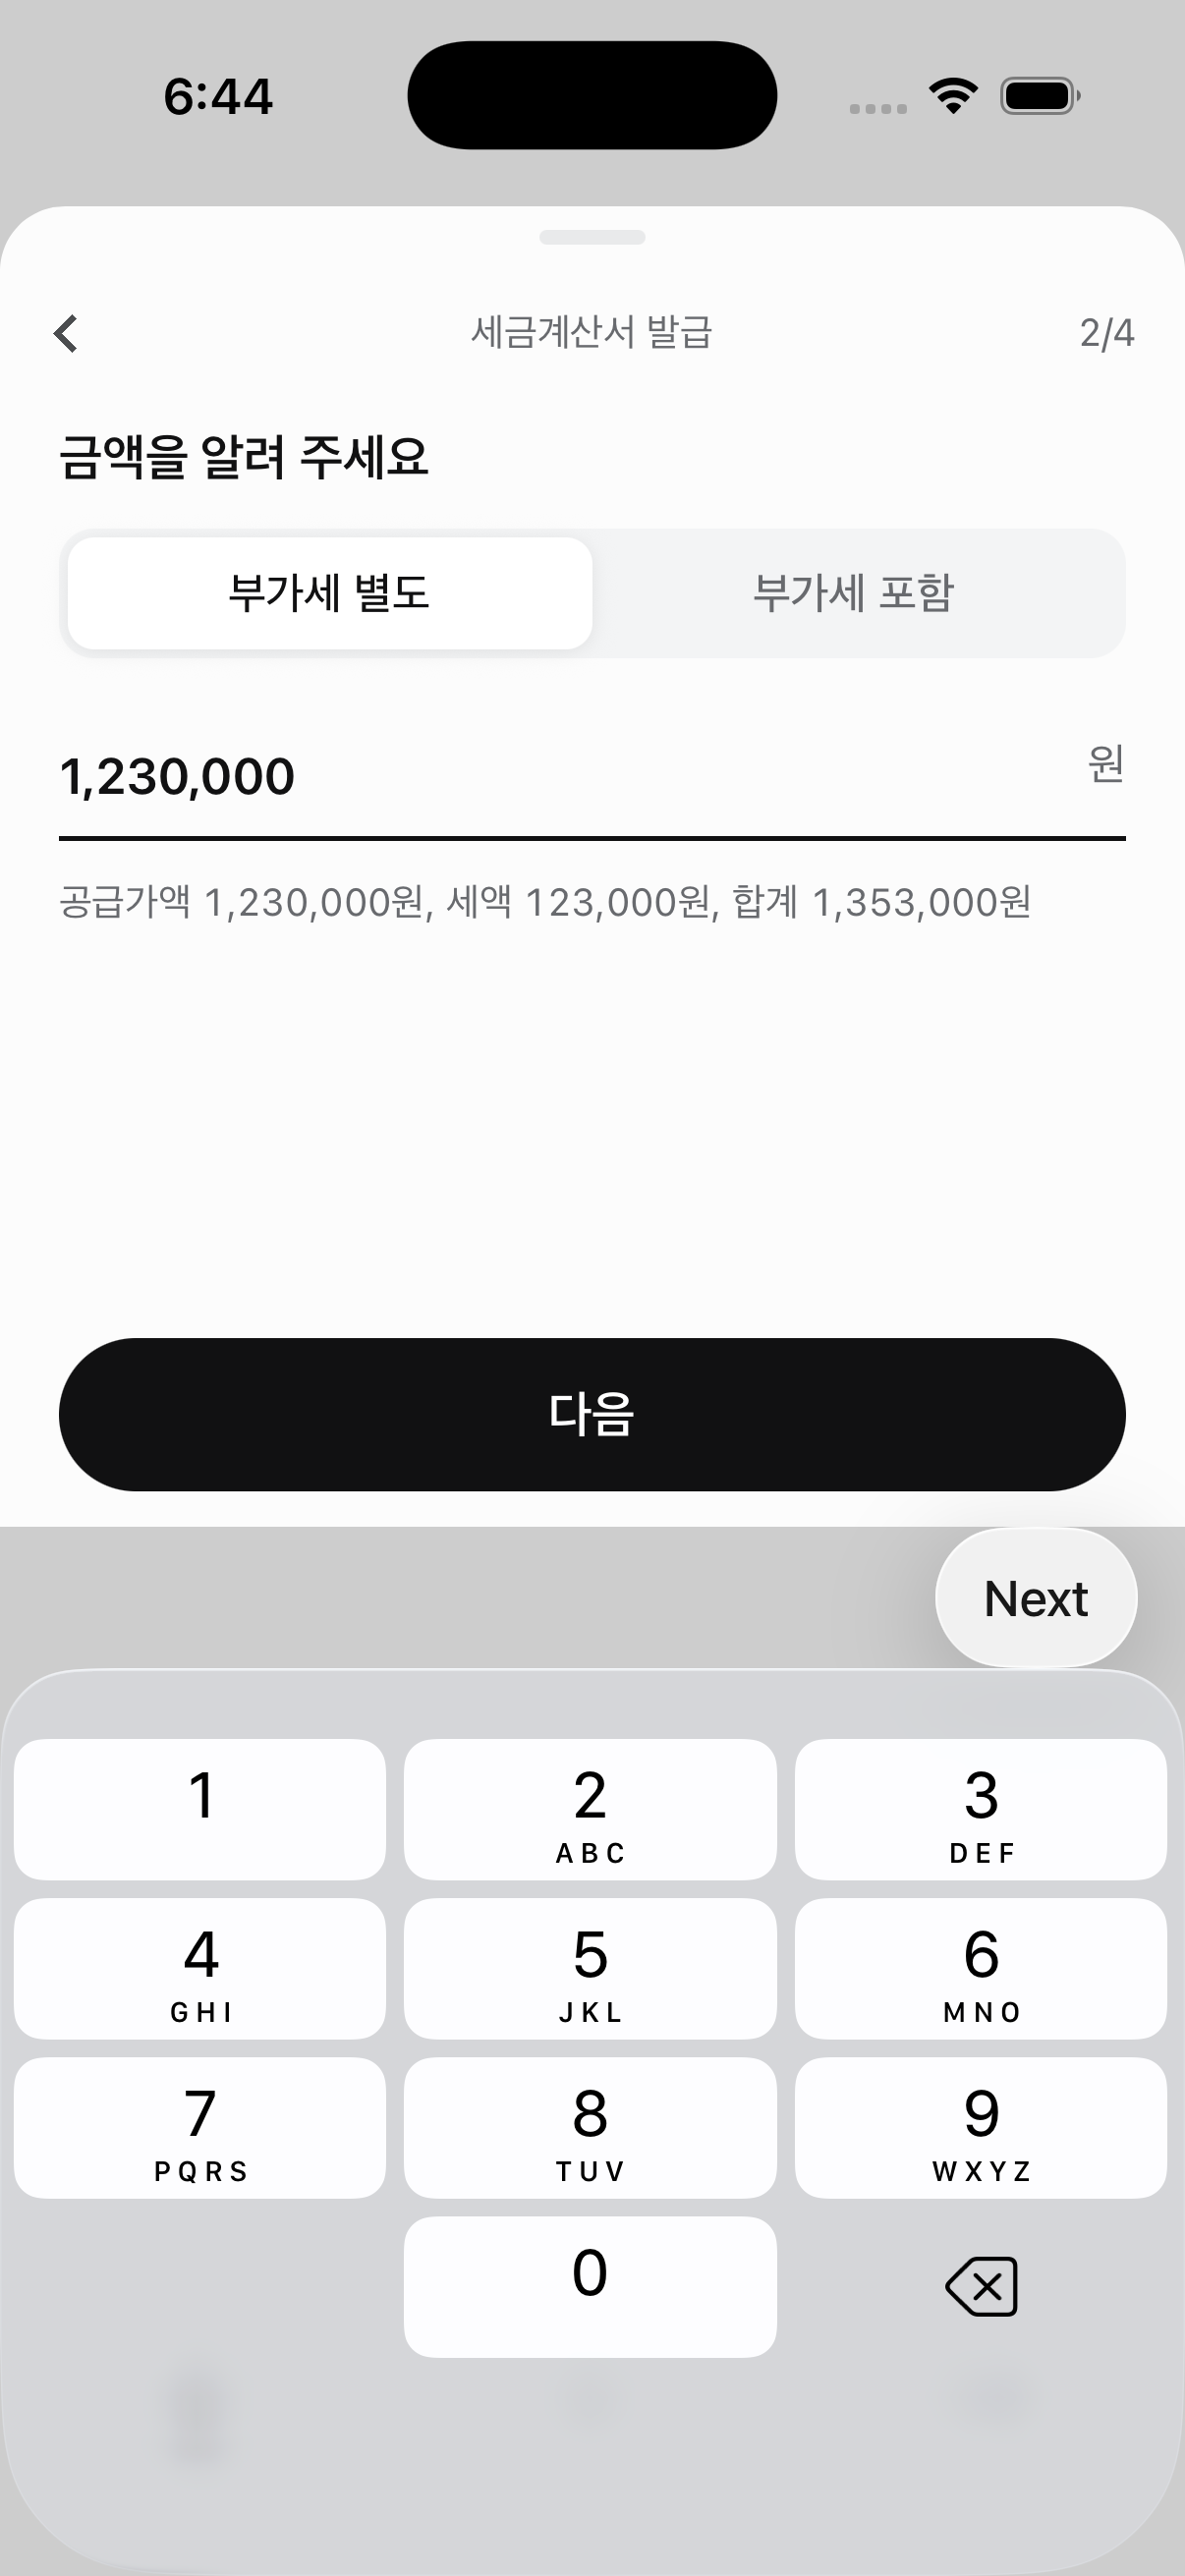 6:44
세금계산서 발급
2/4
금액을 알려 주세요
부가세 별도
부가세 포함
1,230,000
원
공급가액 1,230,000원, 세액 123,000원, 합계 1,353,000원
다음
Next
1
2
3
ABC
DEF
4
5
6
GHI
JKL
MNO
7
8
9
PQRS
TUV
WXYZ
0